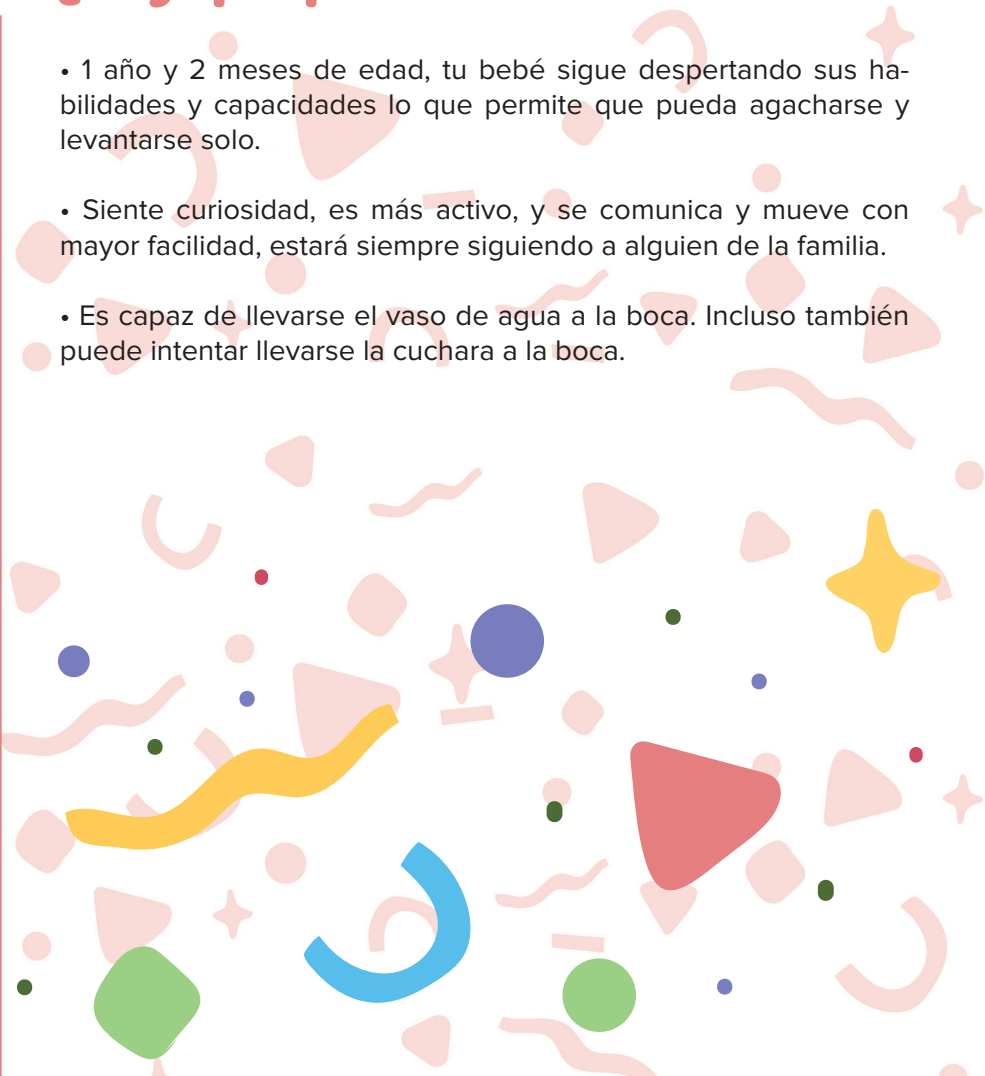 • 1 año y 2 meses de edad, tu bebé sigue despertando sus ha-
bilidades y capacidades lo que permite que pueda agacharse y
levantarse solo.
• Siente curiosidad, es más activo, y se comunica y mueve con
mayor facilidad, estará siempre siguiendo a alguien de la familia.
• Es capaz de llevarse el vaso de agua a la boca. Incluso también
puede intentar llevarse la cuchara a la boca.